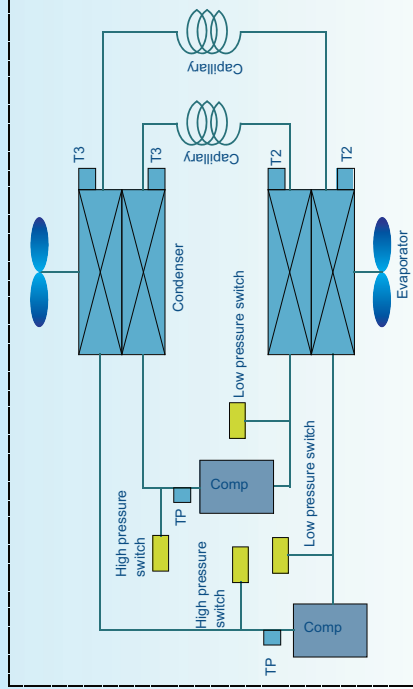 Capillary
Capillary
T3
T3
T2
T2
Condenser
Evaporator
Low pressure switch
Low pressure switch
High pressure
switch
TP
Comp
High pressure
switch
TP
Comp